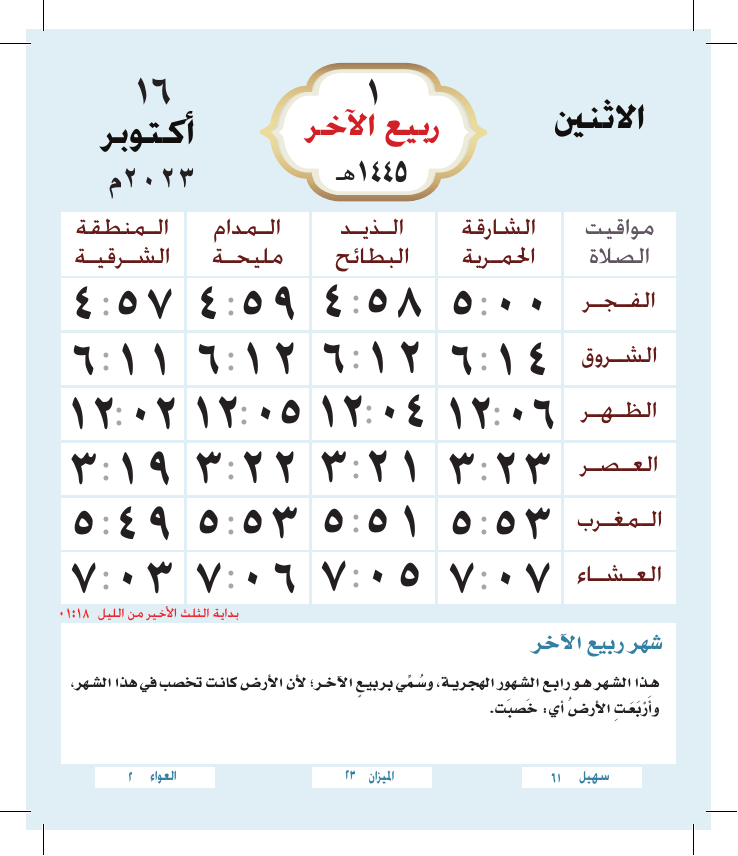 الاثنين
١
ربيع الآخر
١٤٤٥هـ
١٦
أكتوبر
٢٠٢٣م
مواقيت الصلاة | الشارقة الحمرية | الذيد البطائح | المدام مليحة | المنطقة الشرقية
الفجر ٥:٠٠ ٤:٥٨ ٤:٥٩ ٤:٥٧
الشروق ٦:١٤ ٦:١٢ ٦:١٢ ٦:١١
الظهر ١٢:٠٦ ١٢:٠٤ ١٢:٠٥ ١٢:٠٢
العصر ٣:٢٣ ٣:٢١ ٣:٢٢ ٣:١٩
المغرب ٥:٥٣ ٥:٥١ ٥:٥٣ ٥:٤٩
العشاء ٧:٠٧ ٧:٠٥ ٧:٠٦ ٧:٠٣
بداية الثلث الأخير من الليل ٠١:١٨
شهر ربيع الآخر
هذا الشهر هو رابع الشهور الهجرية، وسُمِّي بربيع الآخر؛ لأن الأرض كانت تخصب في هذا الشهر،
وأَرْبَعَتِ الأرضُ أي: خَصبَت.
سهيل ٦١
الميزان ٢٣
العواء ٢